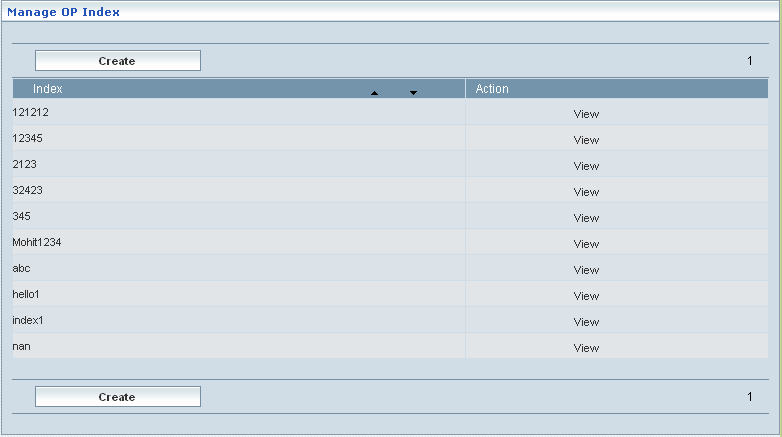 Manage OP Index
Create 1
Index Action
121212 View
12345 View
2123 View
32423 View
345 View
Mohit1234 View
abc View
hello1 View
index1 View
nan View
Create 1